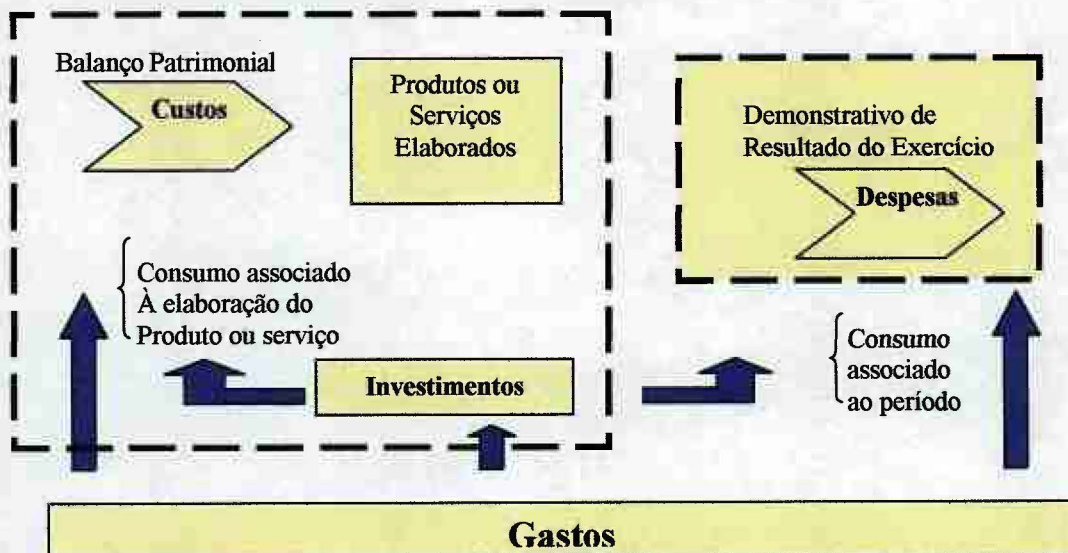 Balanço Patrimonial
Custos
Produtos ou
Serviços
Elaborados
Demonstrativo de
Resultado do Exercício
Despesas
Consumo associado
À elaboração do
Produto ou serviço
Investimentos
Consumo
associado
ao período
Gastos